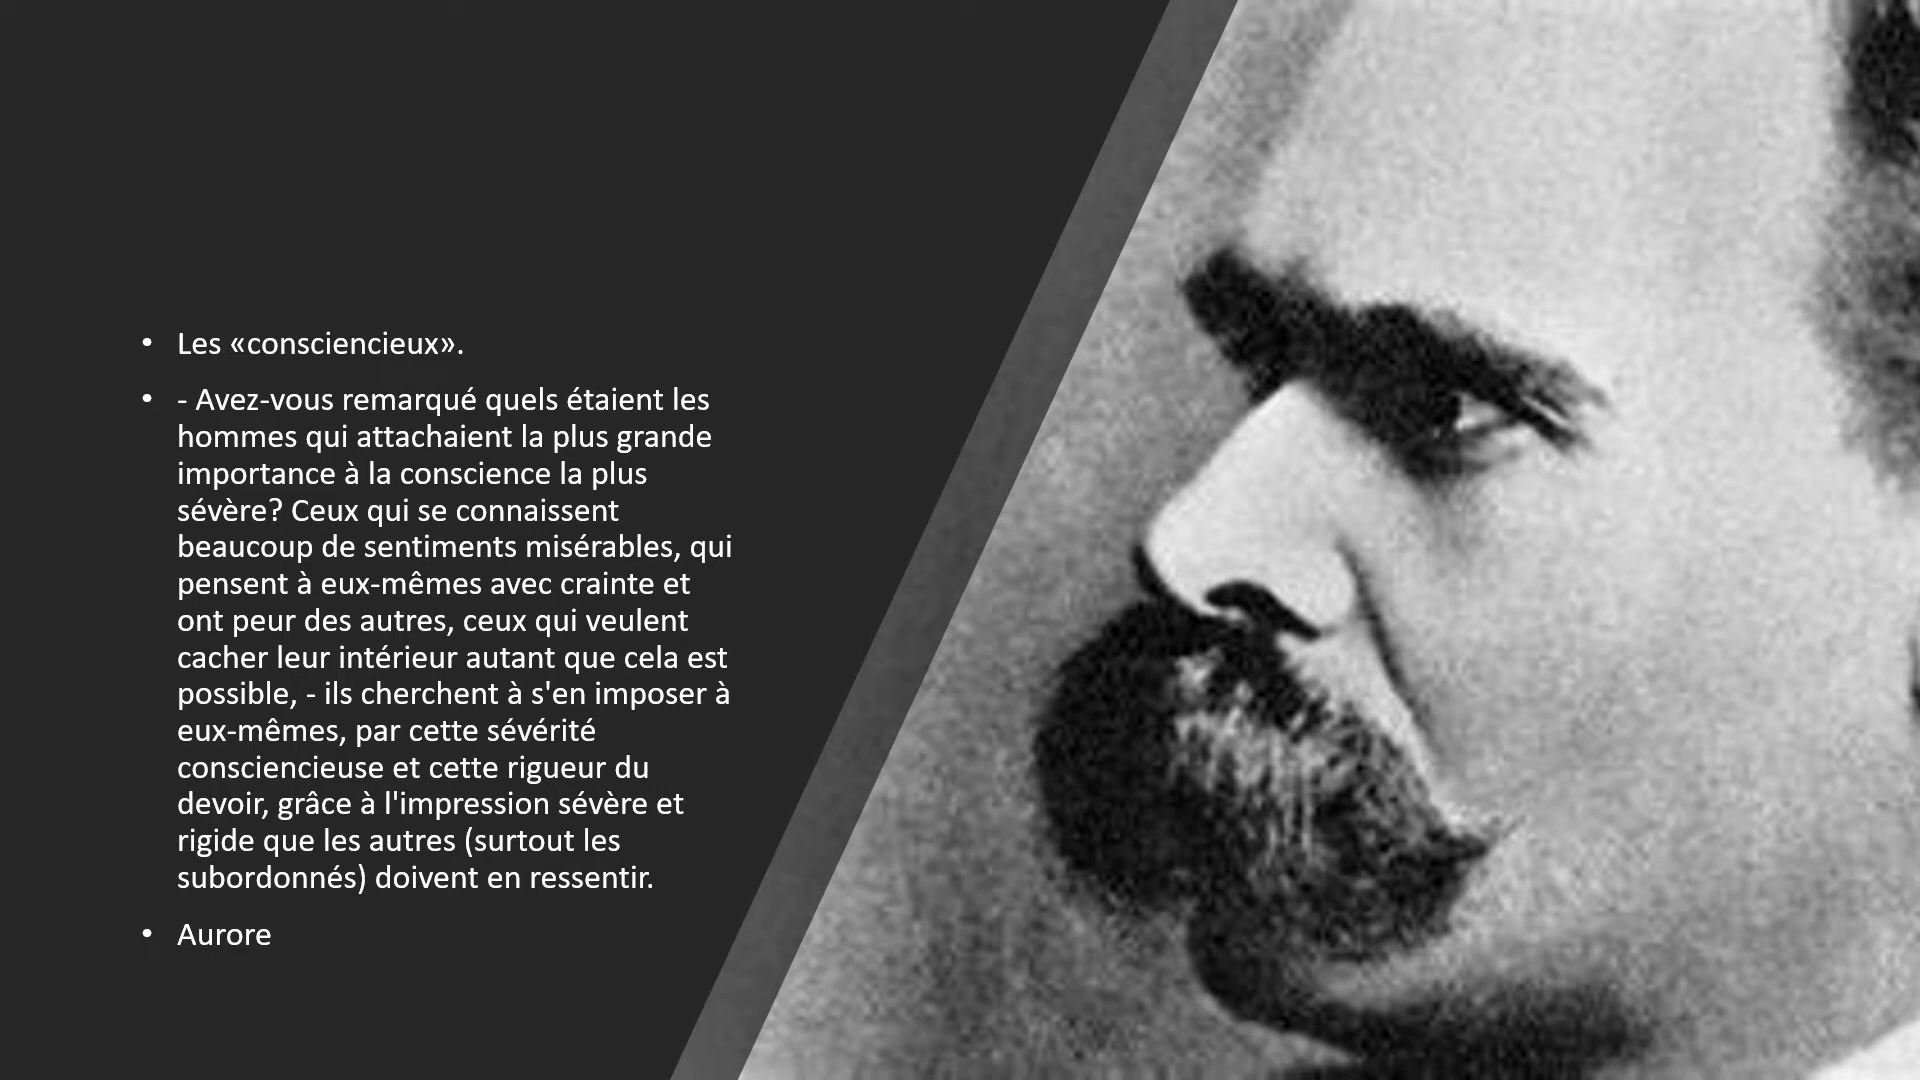 Les «consciencieux».
- Avez-vous remarqué quels étaient les
hommes qui attachaient la plus grande
importance à la conscience la plus
sévère? Ceux qui se connaissent
beaucoup de sentiments misérables, qui
pensent à eux-mêmes avec crainte et
ont peur des autres, ceux qui veulent
cacher leur intérieur autant que cela est
possible, - ils cherchent à s'en imposer à
eux-mêmes, par cette sévérité
consciencieuse et cette rigueur du
devoir, grâce à l'impression sévère et
rigide que les autres (surtout les
subordonnés) doivent en ressentir.
Aurore